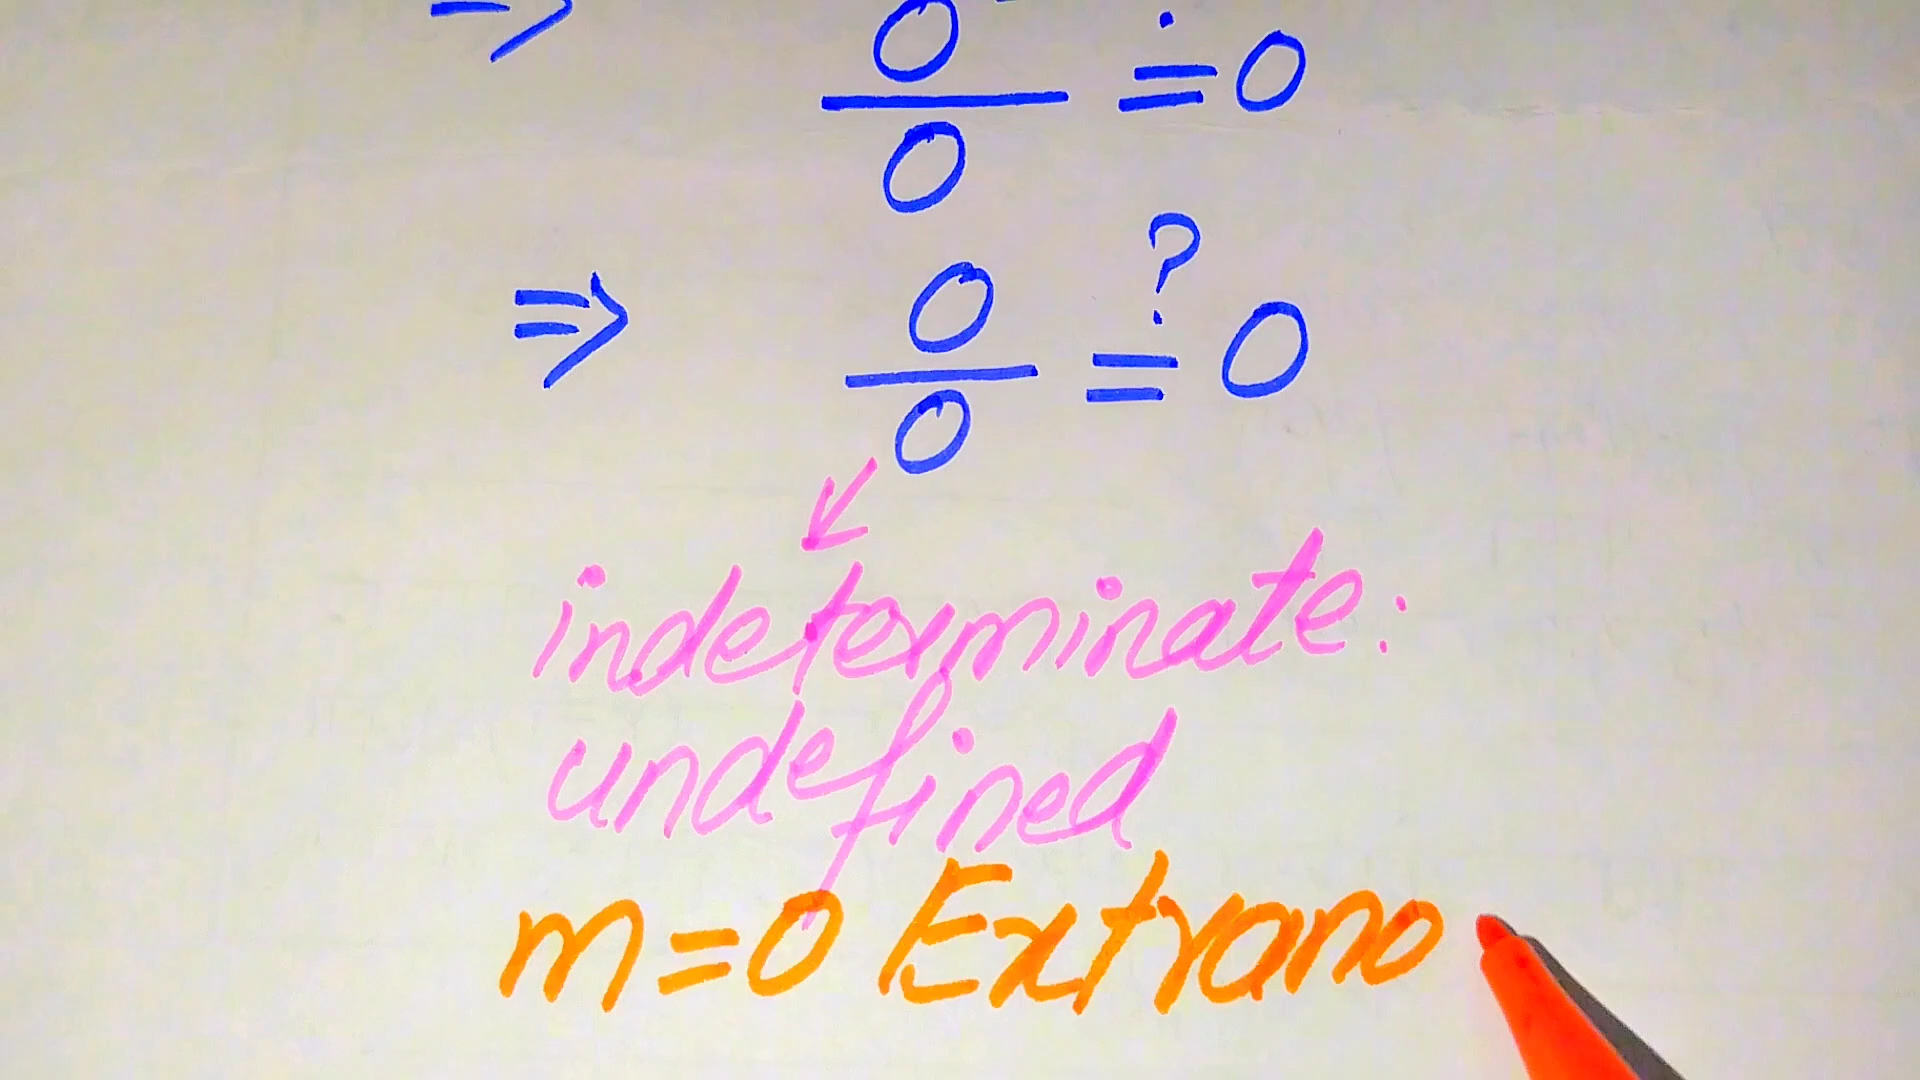 => 0/0 = 0
=> 0/0 ?= 0
indeterminate:
undefined
m=0 Extrano